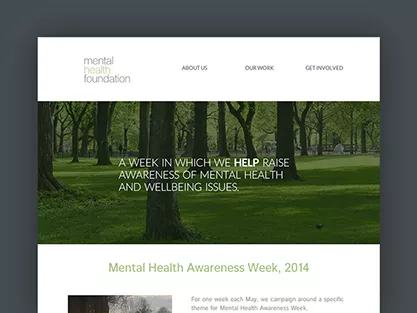 mental
health
foundation
ABOUT US
OUR WORK
GET INVOLVED
A WEEK IN WHICH WE HELP RAISE
AWARENESS OF MENTAL HEALTH
AND WELLBEING ISSUES.
Mental Health Awareness Week, 2014
For one week each May, we campaign around a specific
theme for Mental Health Awareness Week.